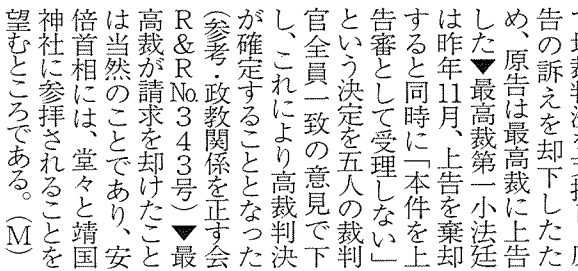 告の訴えを却下したた
め、原告は最高裁に上告
した▼最高裁第一小法廷
は昨年11月、上告を棄却
すると同時に「本件を上
告審として受理しない」
という決定を五人の裁判
官全員一致の意見で下
し、これにより高裁判決
が確定することとなった
(参考・政教関係を正す会
R&R№343号)▼最
高裁が請求を却けたこと
は当然のことであり、安
倍首相には、堂々と靖国
神社に参拝されることを
望むところである。(M)